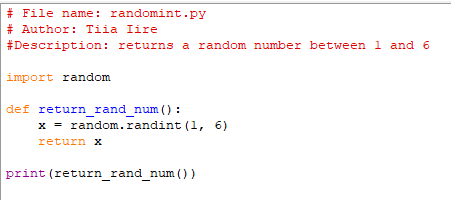 # File name: randomint.py
# Author: Tiia Iire
#Description: returns a random number between 1 and 6
import random
def return_rand_num():
    x = random.randint(1, 6)
    return x
print(return_rand_num())